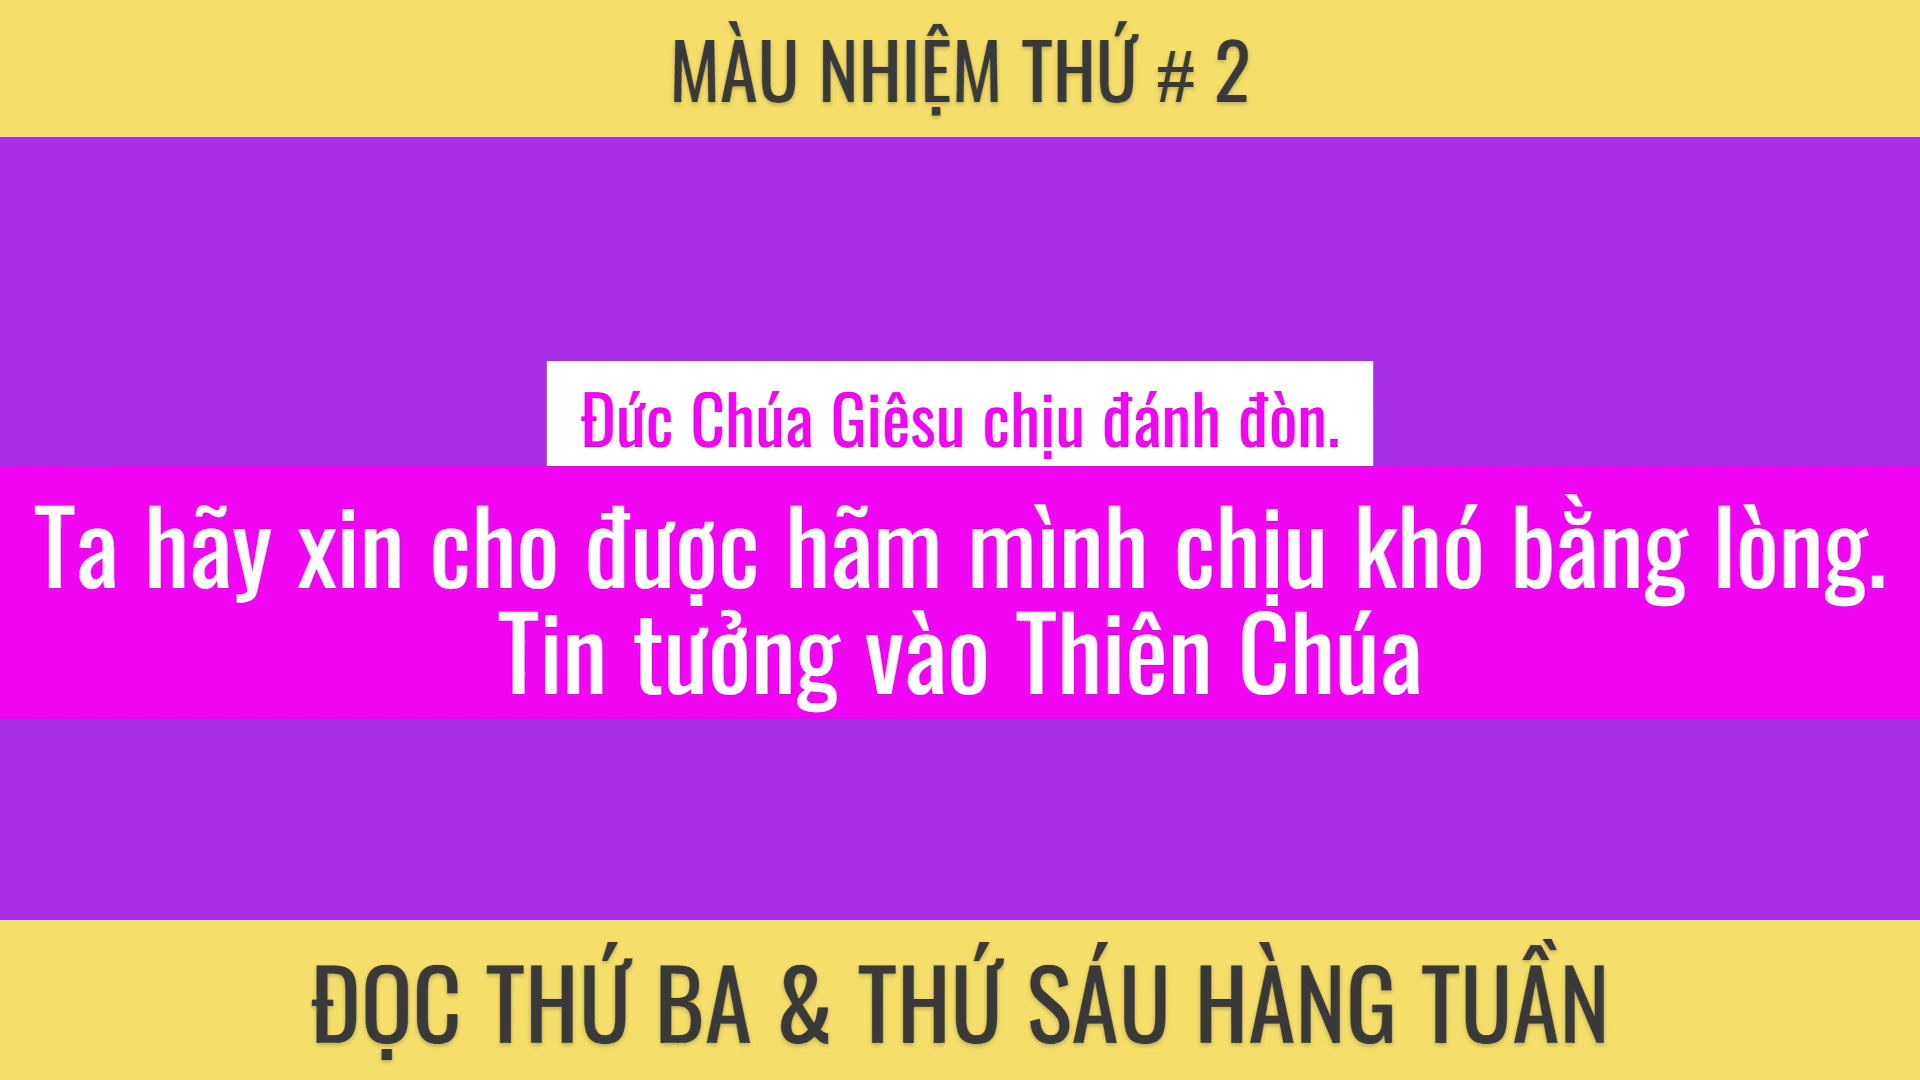 MÀU NHIỆM THỨ # 2
Đức Chúa Giêsu chịu đánh đòn.
Ta hãy xin cho được hãm mình chịu khó bằng lòng.
Tin tưởng vào Thiên Chúa
ĐỌC THỨ BA & THỨ SÁU HÀNG TUẦN